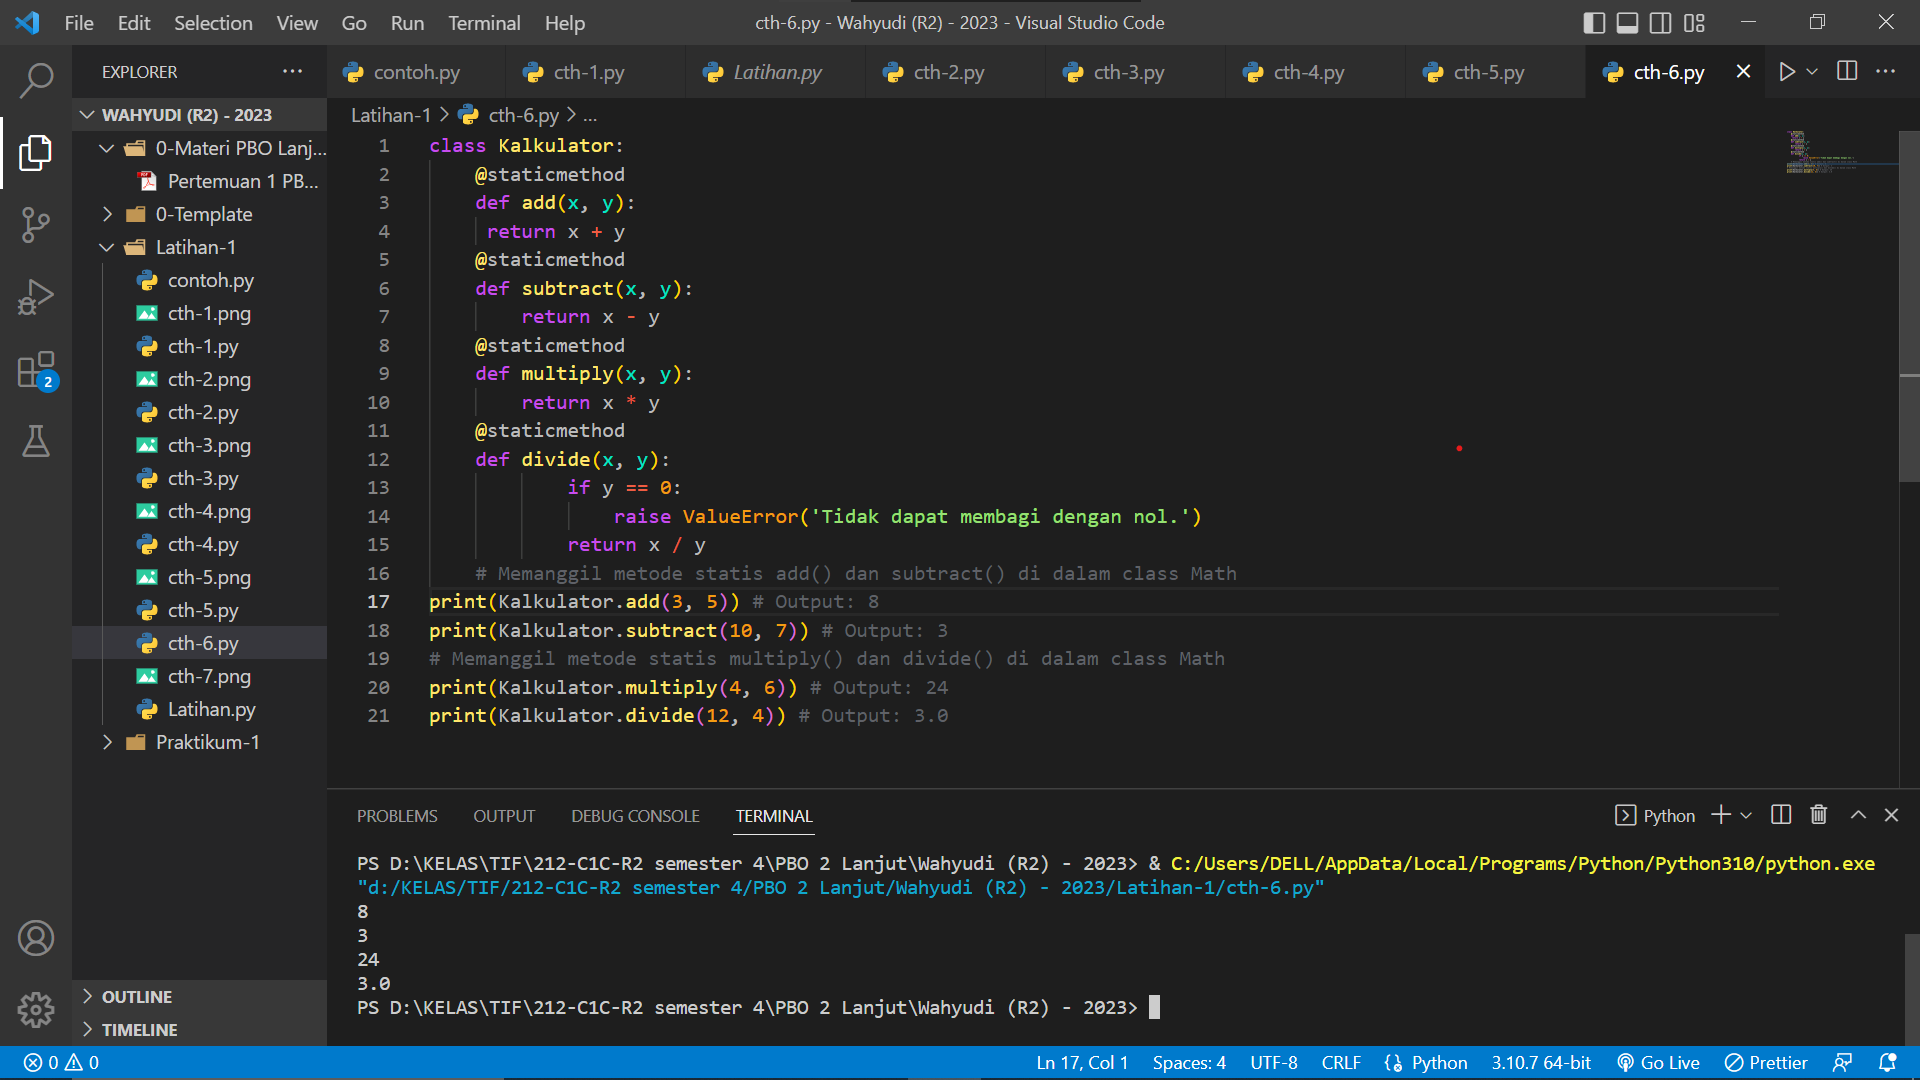 File Edit Selection View Go Run Terminal Help
cth-6.py - Wahyudi (R2) - 2023 - Visual Studio Code
EXPLORER
contoh.py
cth-1.py
Latihan.py
cth-2.py
cth-3.py
cth-4.py
cth-5.py
cth-6.py
WAHYUDI (R2) - 2023
0-Materi PBO Lanj...
Pertemuan 1 PB...
0-Template
Latihan-1
contoh.py
cth-1.png
cth-1.py
cth-2.png
cth-2.py
cth-3.png
cth-3.py
cth-4.png
cth-4.py
cth-5.png
cth-5.py
cth-6.py
cth-7.png
Latihan.py
Praktikum-1
OUTLINE
TIMELINE
2
Latihan-1 > cth-6.py > ...
1 class Kalkulator:
2     @staticmethod
3     def add(x, y):
4      return x + y
5     @staticmethod
6     def subtract(x, y):
7         return x - y
8     @staticmethod
9     def multiply(x, y):
10         return x * y
11     @staticmethod
12     def divide(x, y):
13             if y == 0:
14                 raise ValueError('Tidak dapat membagi dengan nol.')
15             return x / y
16     # Memanggil metode statis add() dan subtract() di dalam class Math
17 print(Kalkulator.add(3, 5)) # Output: 8
18 print(Kalkulator.subtract(10, 7)) # Output: 3
19 # Memanggil metode statis multiply() dan divide() di dalam class Math
20 print(Kalkulator.multiply(4, 6)) # Output: 24
21 print(Kalkulator.divide(12, 4)) # Output: 3.0
PROBLEMS OUTPUT DEBUG CONSOLE TERMINAL
Python
PS D:\KELAS\TIF\212-C1C-R2 semester 4\PBO 2 Lanjut\Wahyudi (R2) - 2023> & C:/Users/DELL/AppData/Local/Programs/Python/Python310/python.exe
"d:/KELAS/TIF/212-C1C-R2 semester 4/PBO 2 Lanjut/Wahyudi (R2) - 2023/Latihan-1/cth-6.py"
8
3
24
3.0
PS D:\KELAS\TIF\212-C1C-R2 semester 4\PBO 2 Lanjut\Wahyudi (R2) - 2023>
0 0
Ln 17, Col 1 Spaces: 4 UTF-8 CRLF Python 3.10.7 64-bit Go Live Prettier